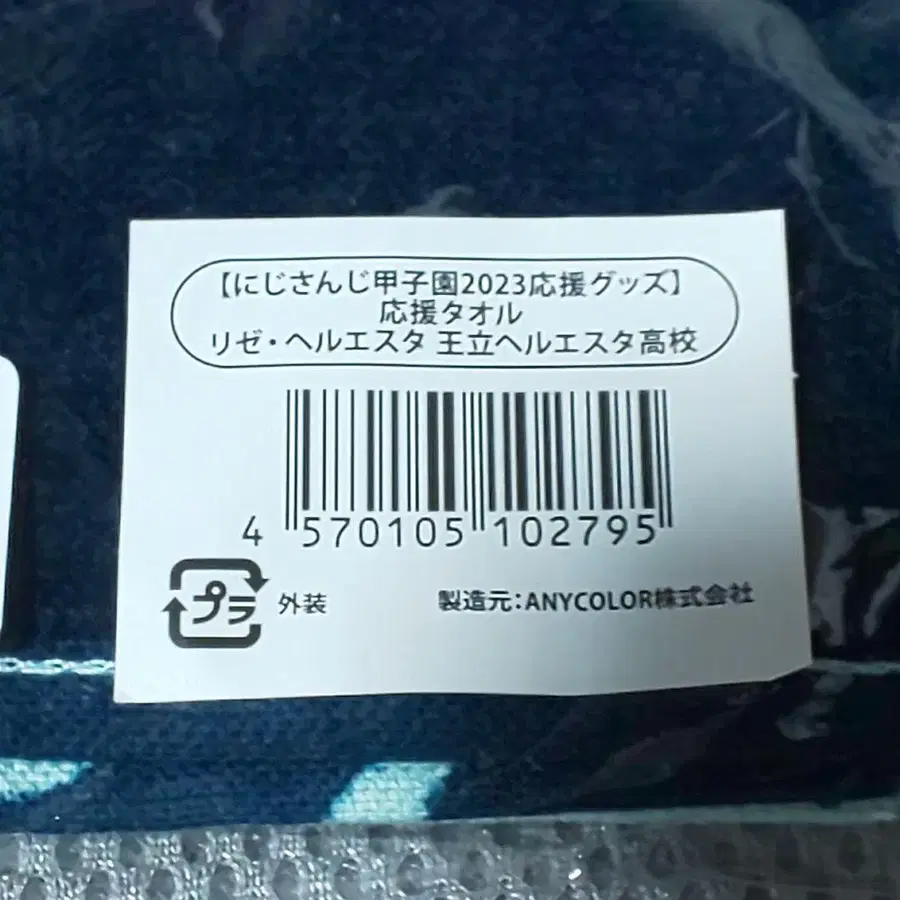 【にじさんじ甲子園2023応援グッズ】
応援タオル
リゼ・ヘルエスタ 王立ヘルエスタ高校
4 570105 102795
プラ 外装
製造元:ANYCOLOR株式会社